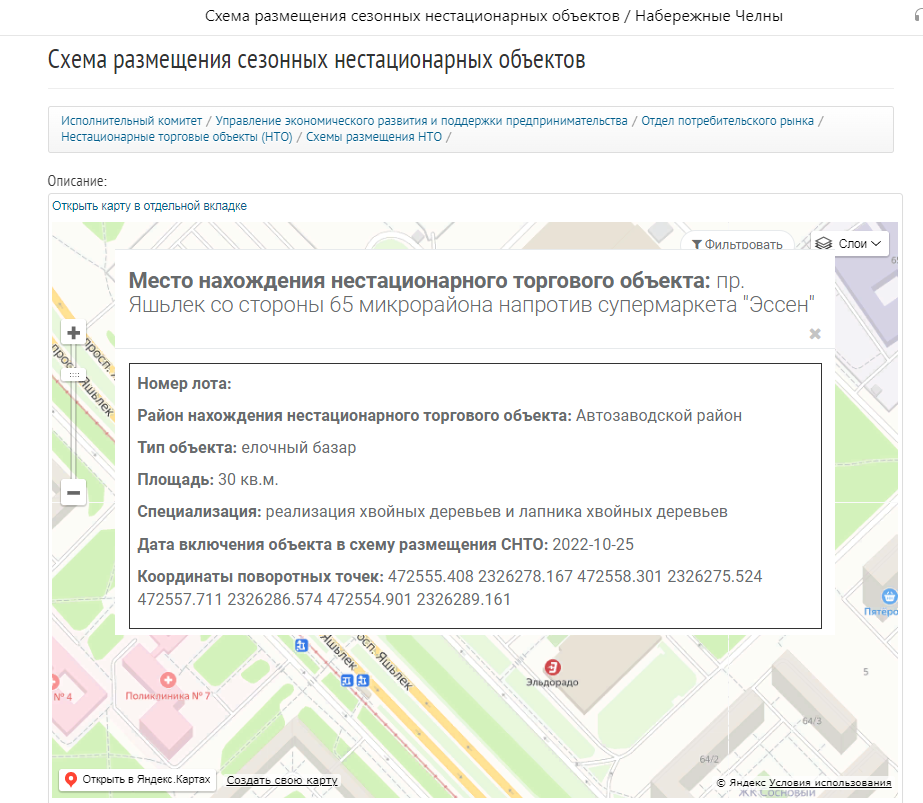 Схема размещения сезонных нестационарных объектов / Набережные Челны
Схема размещения сезонных нестационарных объектов
Исполнительный комитет / Управление экономического развития и поддержки предпринимательства / Отдел потребительского рынка /
Нестационарные торговые объекты (НТО) / Схемы размещения НТО /
Описание:
Открыть карту в отдельной вкладке
Фильтровать
Слои
Место нахождения нестационарного торгового объекта: пр.
Яшьлек со стороны 65 микрорайона напротив супермаркета "Эссен"
просп. Яшьлек
Номер лота:
Район нахождения нестационарного торгового объекта: Автозаводской район
Тип объекта: елочный базар
Площадь: 30 кв.м.
Специализация: реализация хвойных деревьев и лапника хвойных деревьев
Дата включения объекта в схему размещения СНТО: 2022-10-25
Координаты поворотных точек: 472555.408 2326278.167 472558.301 2326275.524
472557.711 2326286.574 472554.901 2326289.161
Пятеро
Яшьлек
просп. Яшьлек
Эльдорадо
5
№ 4
Поликлиника № 7
64/3
64/2
Открыть в Яндекс.Картах
Создать свою карту
© Яндекс Условия использования
ЖК Сосновый